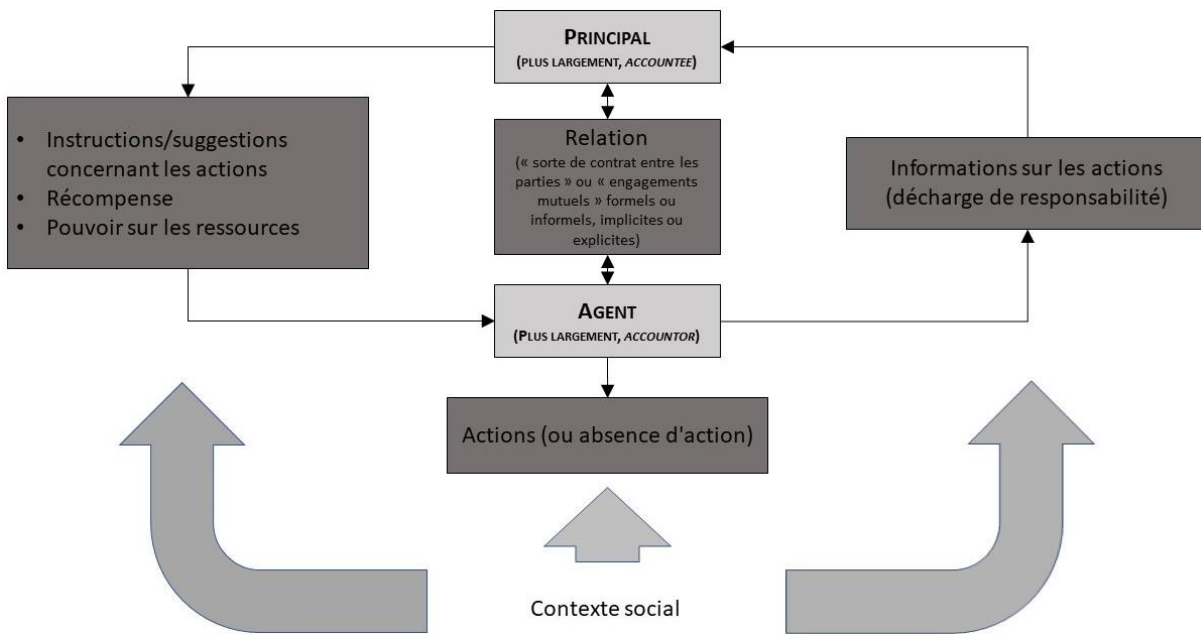 PRINCIPAL
(PLUS LARGEMENT, ACCOUNTEE)
• Instructions/suggestions
concernant les actions
• Récompense
• Pouvoir sur les ressources
Relation
(« sorte de contrat entre les
parties » ou « engagements
mutuels » formels ou
informels, implicites ou
explicites)
Informations sur les actions
(décharge de responsabilité)
AGENT
(PLUS LARGEMENT, ACCOUNTOR)
Actions (ou absence d'action)
Contexte social